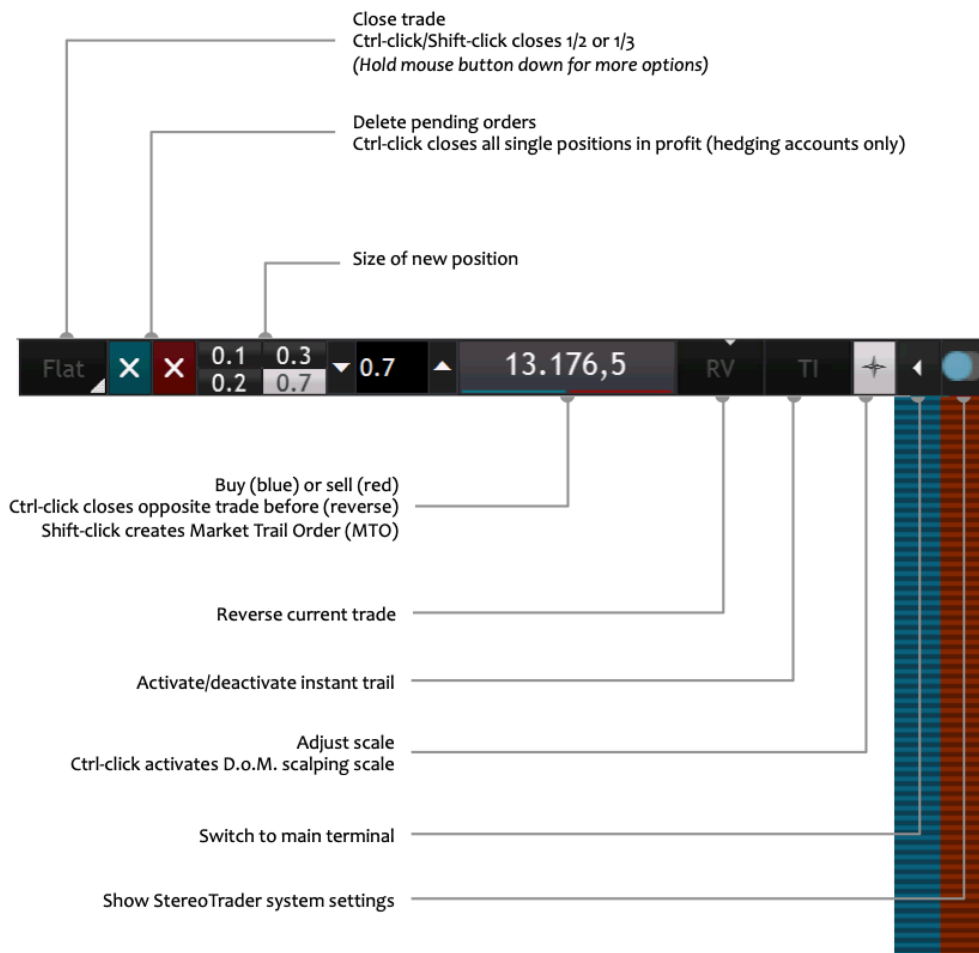 Close trade
Ctrl-click/Shift-click closes 1/2 or 1/3
(Hold mouse button down for more options)
Delete pending orders
Ctrl-click closes all single positions in profit (hedging accounts only)
Size of new position
Flat X X 0.1 0.3 0.7 13.176,5 RV TI
0.2 0.7
Buy (blue) or sell (red)
Ctrl-click closes opposite trade before (reverse)
Shift-click creates Market Trail Order (MTO)
Reverse current trade
Activate/deactivate instant trail
Adjust scale
Ctrl-click activates D.o.M. scalping scale
Switch to main terminal
Show StereoTrader system settings